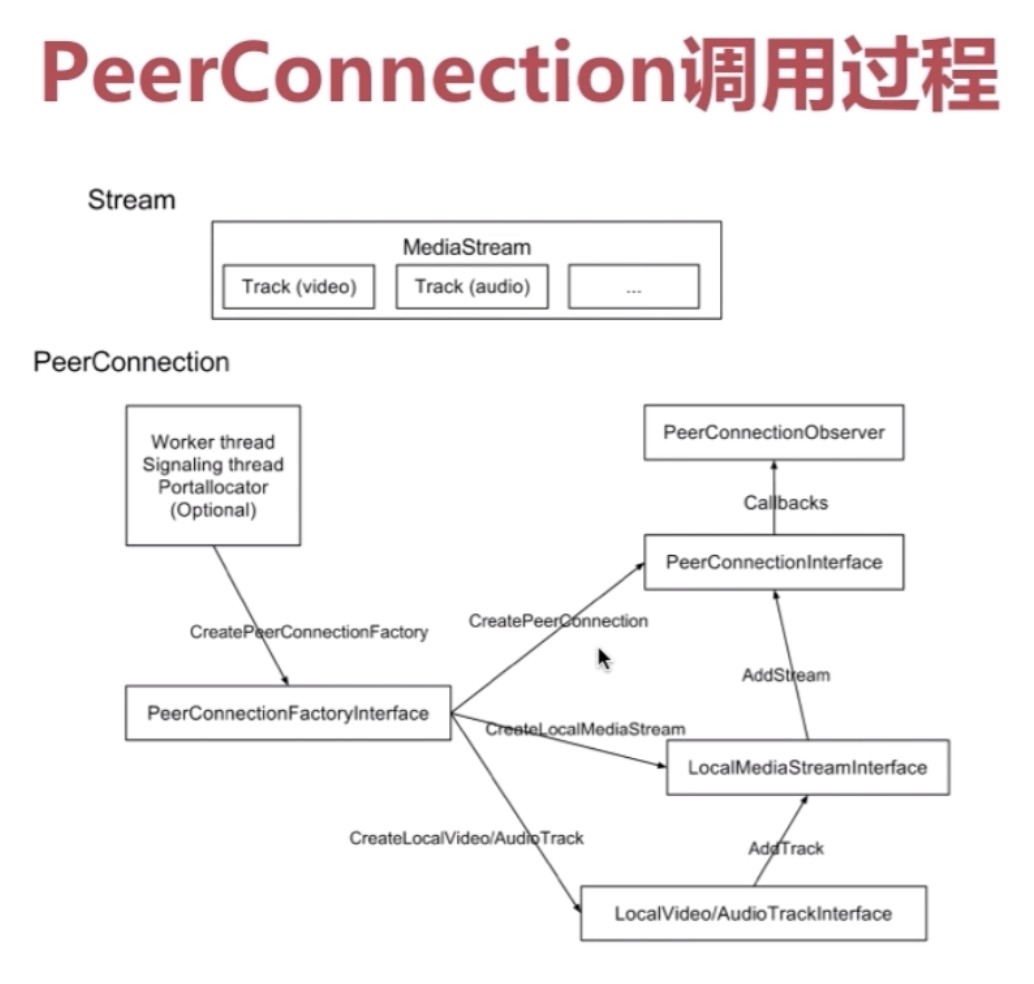 PeerConnection调用过程
Stream
MediaStream
Track (video)
Track (audio)
...
PeerConnection
Worker thread
Signaling thread
Portallocator
(Optional)
PeerConnectionObserver
Callbacks
PeerConnectionInterface
CreatePeerConnectionFactory
CreatePeerConnection
AddStream
PeerConnectionFactoryInterface
CreateLocalMediaStream
LocalMediaStreamInterface
CreateLocalVideo/AudioTrack
AddTrack
LocalVideo/AudioTrackInterface